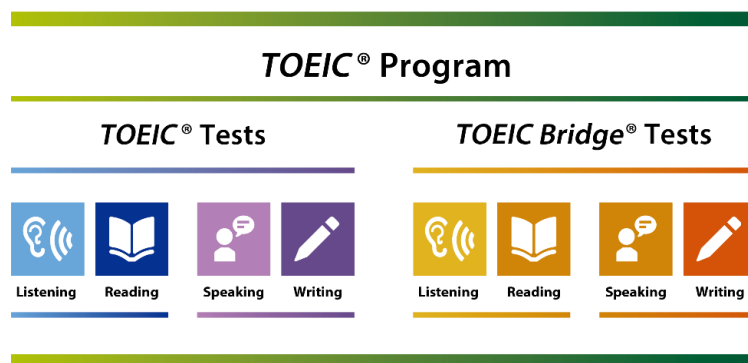 TOEIC® Program
TOEIC® Tests
TOEIC Bridge® Tests
Listening Reading Speaking Writing
Listening Reading Speaking Writing